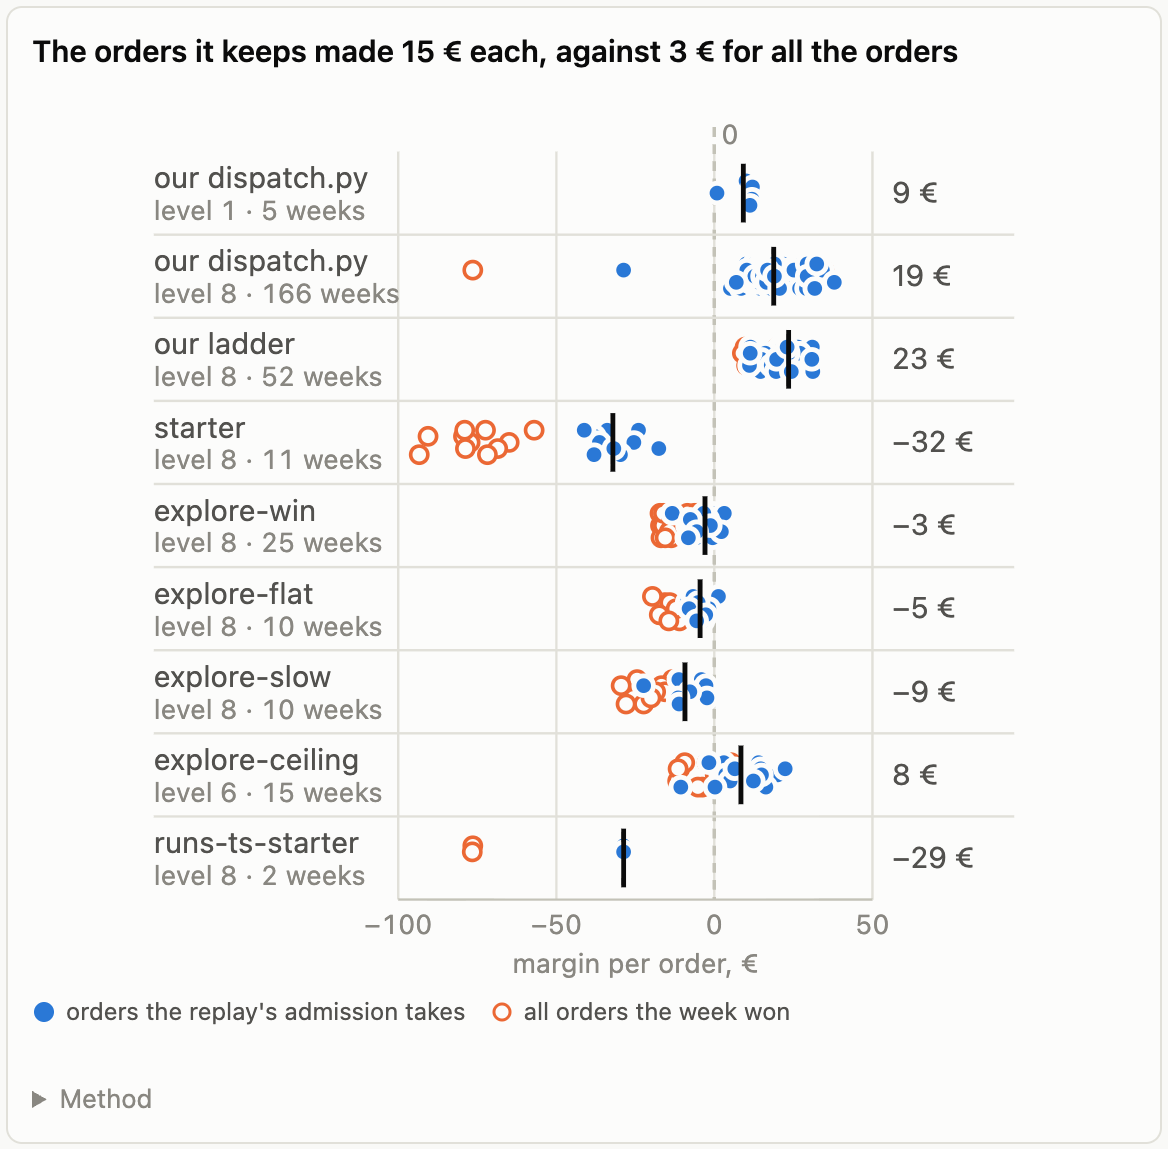 The orders it keeps made 15 € each, against 3 € for all the orders
0
our dispatch.py
level 1 · 5 weeks
9 €
our dispatch.py
level 8 · 166 weeks
19 €
our ladder
level 8 · 52 weeks
23 €
starter
level 8 · 11 weeks
−32 €
explore-win
level 8 · 25 weeks
−3 €
explore-flat
level 8 · 10 weeks
−5 €
explore-slow
level 8 · 10 weeks
−9 €
explore-ceiling
level 6 · 15 weeks
8 €
runs-ts-starter
level 8 · 2 weeks
−29 €
−100 −50 0 50
margin per order, €
orders the replay's admission takes all orders the week won
Method